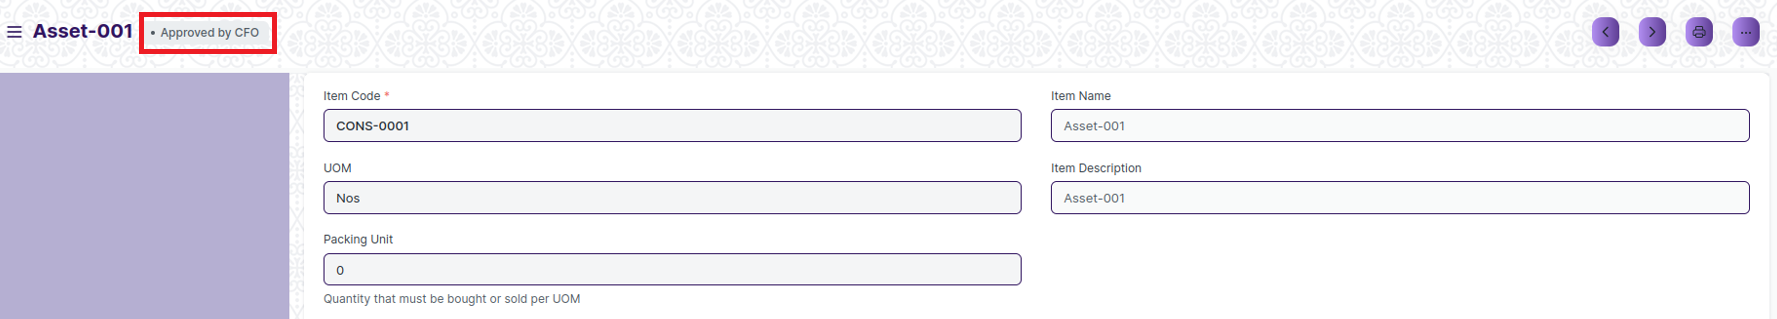 Asset-001 • Approved by CFO
Item Code *
CONS-0001
Item Name
Asset-001
UOM
Nos
Item Description
Asset-001
Packing Unit
0
Quantity that must be bought or sold per UOM